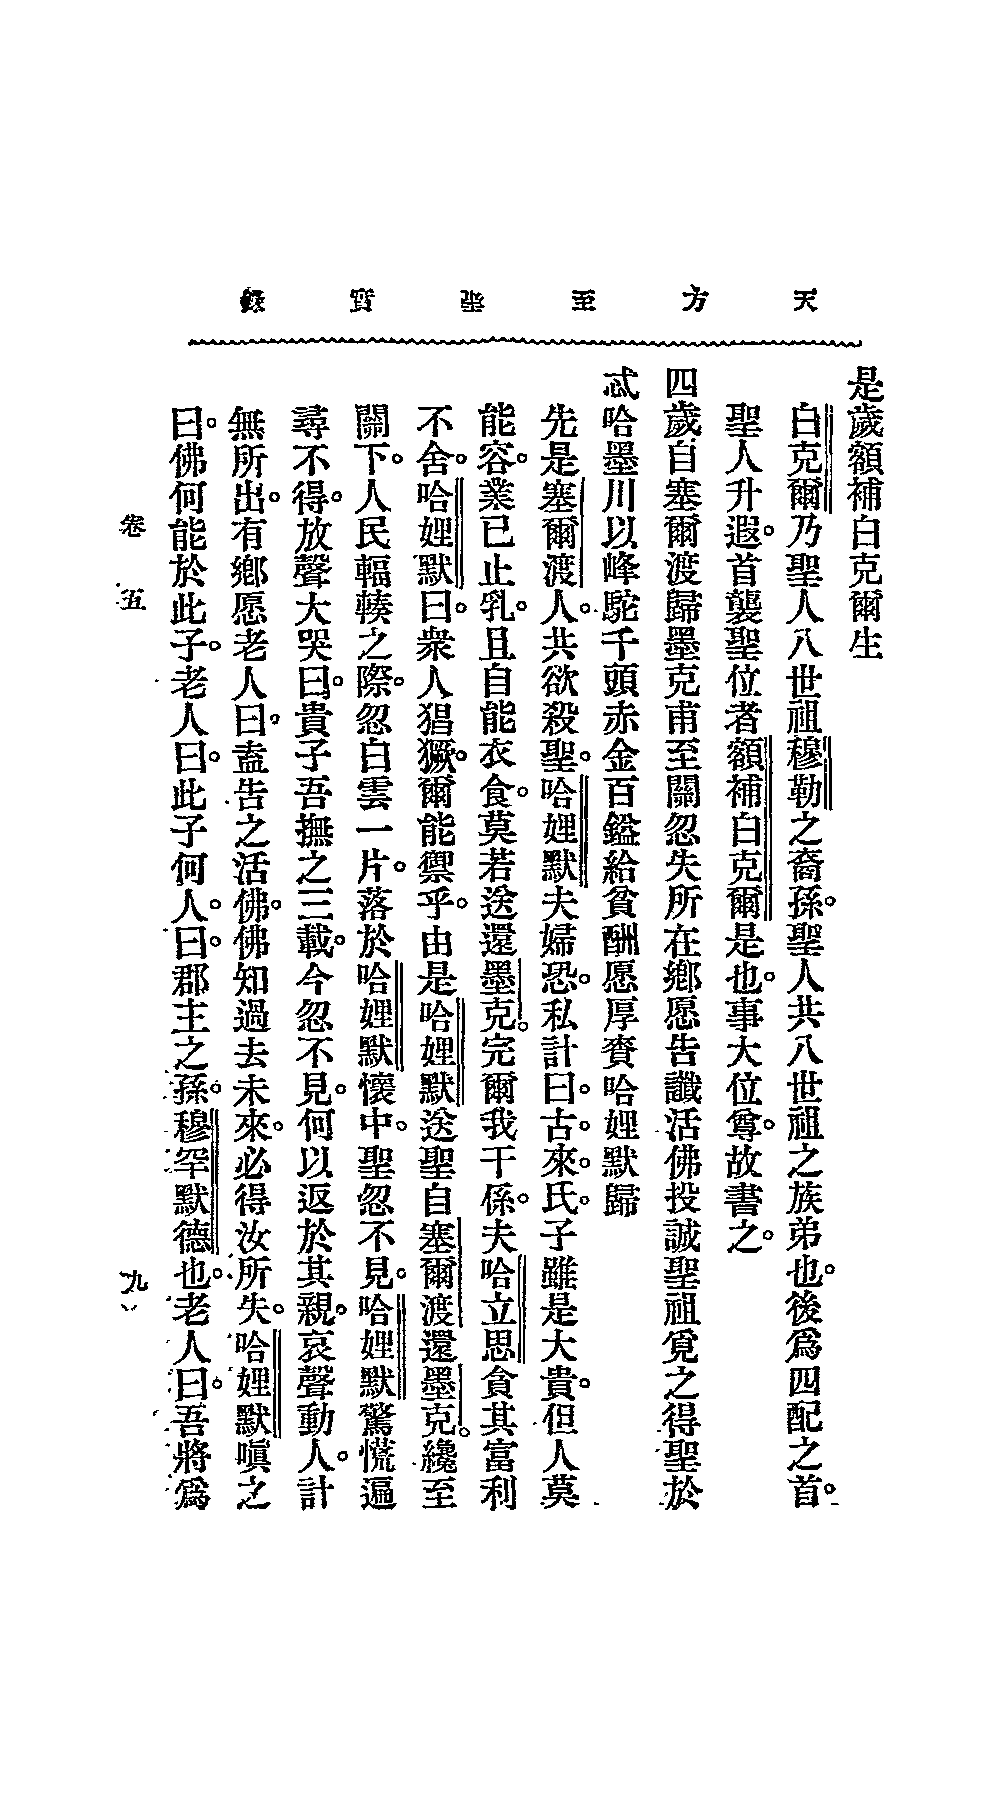 天方至聖實錄
是歲額補白克爾生
白克爾乃聖人八世祖穆勒之裔孫。聖人共八世祖之族弟也。後爲四配之首。
聖人升遐。首襲聖位者額補白克爾是也。事大位尊。故書之。
四歲自塞爾渡歸墨克甫至關忽失所在鄉愿告讖活佛投誠聖祖覓之得聖於
忒哈墨川以峰駝千頭赤金百鎰給貧酬愿厚賚哈娌默歸
先是塞爾渡人。共欲殺聖。哈娌默夫婦恐。私計曰。古。來。氏。子雖是大貴。但人莫
能容。業已止乳。且自能衣食。莫若送還墨克。完爾我干係。夫哈立思貪其富利
不舍。哈娌默曰。衆人猖獗。爾能禦乎。由是哈娌默送聖自塞爾渡還墨克。纔至
關下。人民輻輳之際。忽白雲一片。落於哈娌默懷中。聖忽不見。哈娌默驚慌遍
尋不得。放聲大哭曰。貴子吾撫之三載。今忽不見。何以返於其親。哀聲動人。計
無所出。有鄉愿老人曰。盍告之活佛。佛知過去未來。必得汝所失。哈娌默嗔之
曰。佛何能於此子。老人曰。此子何人。曰。郡主之孫。穆罕默德也。老人曰。吾將爲
卷五
九